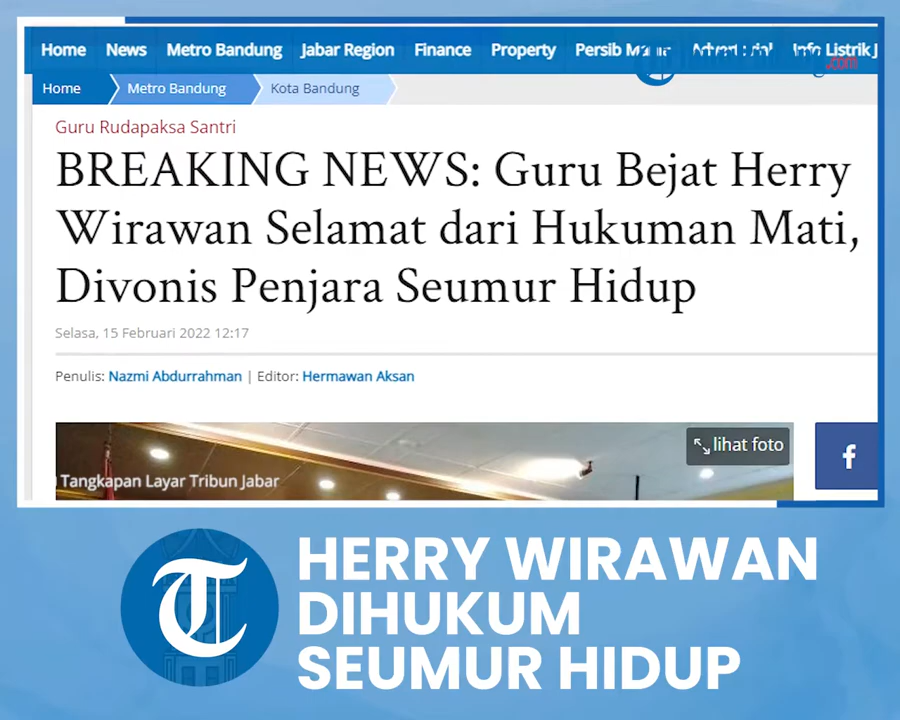 Home News Metro Bandung Jabar Region Finance Property Persib
Home Metro Bandung Kota Bandung
Guru Rudapaksa Santri
BREAKING NEWS: Guru Bejat Herry
Wirawan Selamat dari Hukuman Mati,
Divonis Penjara Seumur Hidup
Selasa, 15 Februari 2022 12:17
Penulis: Nazmi Abdurrahman | Editor: Hermawan Aksan
lihat foto
Tangkapan Layar Tribun Jabar
f
T HERRY WIRAWAN
DIHUKUM
SEUMUR HIDUP